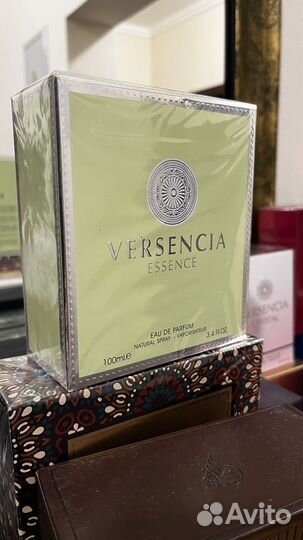 VERSENCIA
ESSENCE
EAU DE PARFUM
NATURAL SPRAY - VAPORISATEUR
100ml.e 3.4 FL.OZ.
VERSENCIA
Avito